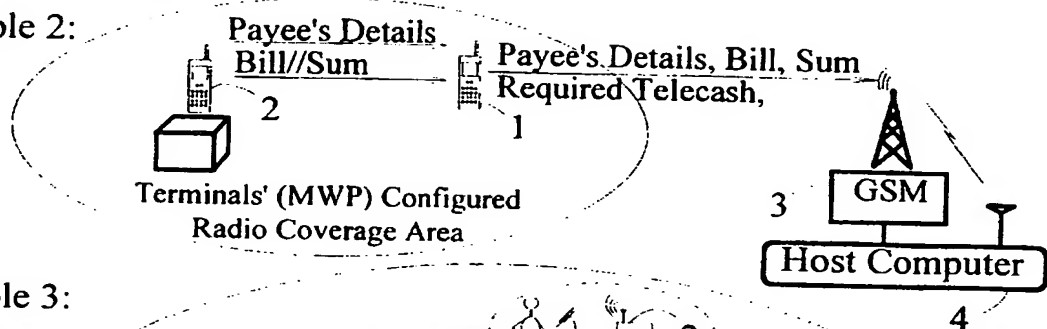 ple 2:
Payee's Details
Bill//Sum
Payee's Details, Bill, Sum
Required Telecash,
2
1
Terminals' (MWP) Configured
Radio Coverage Area
3
GSM
Host Computer
4
ple 3: